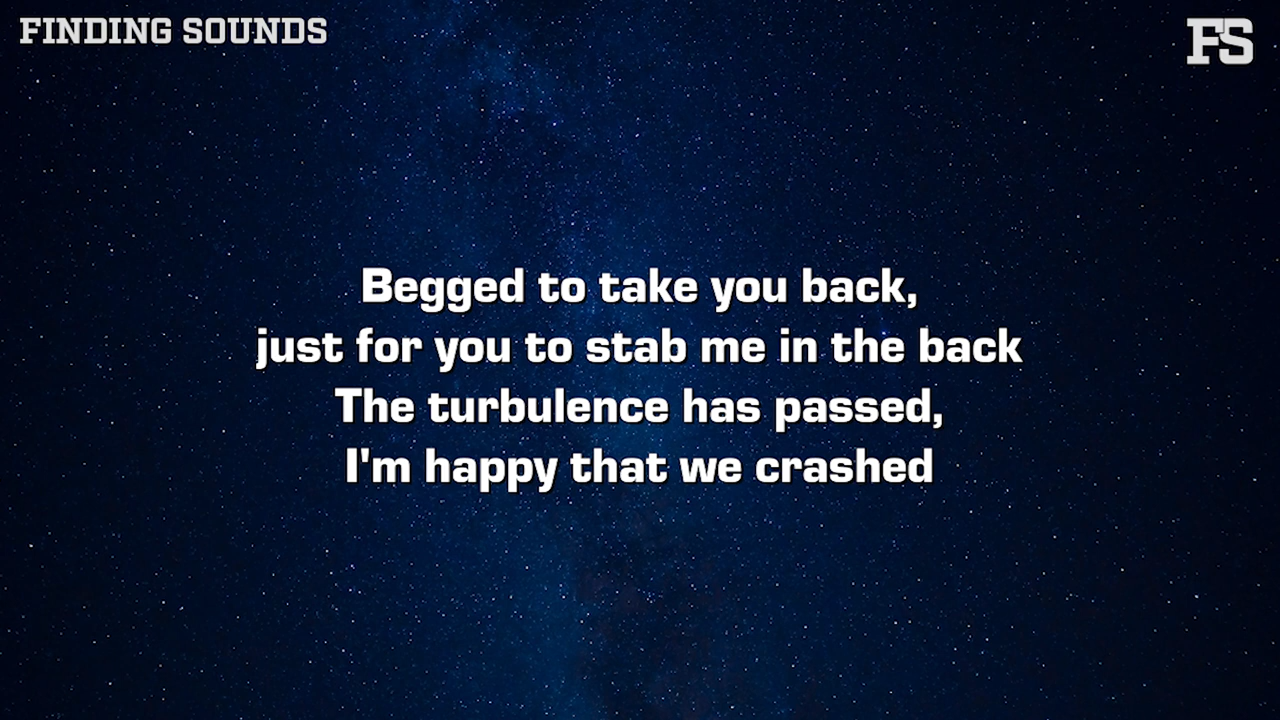 FINDING SOUNDS
FS
Begged to take you back,
just for you to stab me in the back
The turbulence has passed,
I'm happy that we crashed